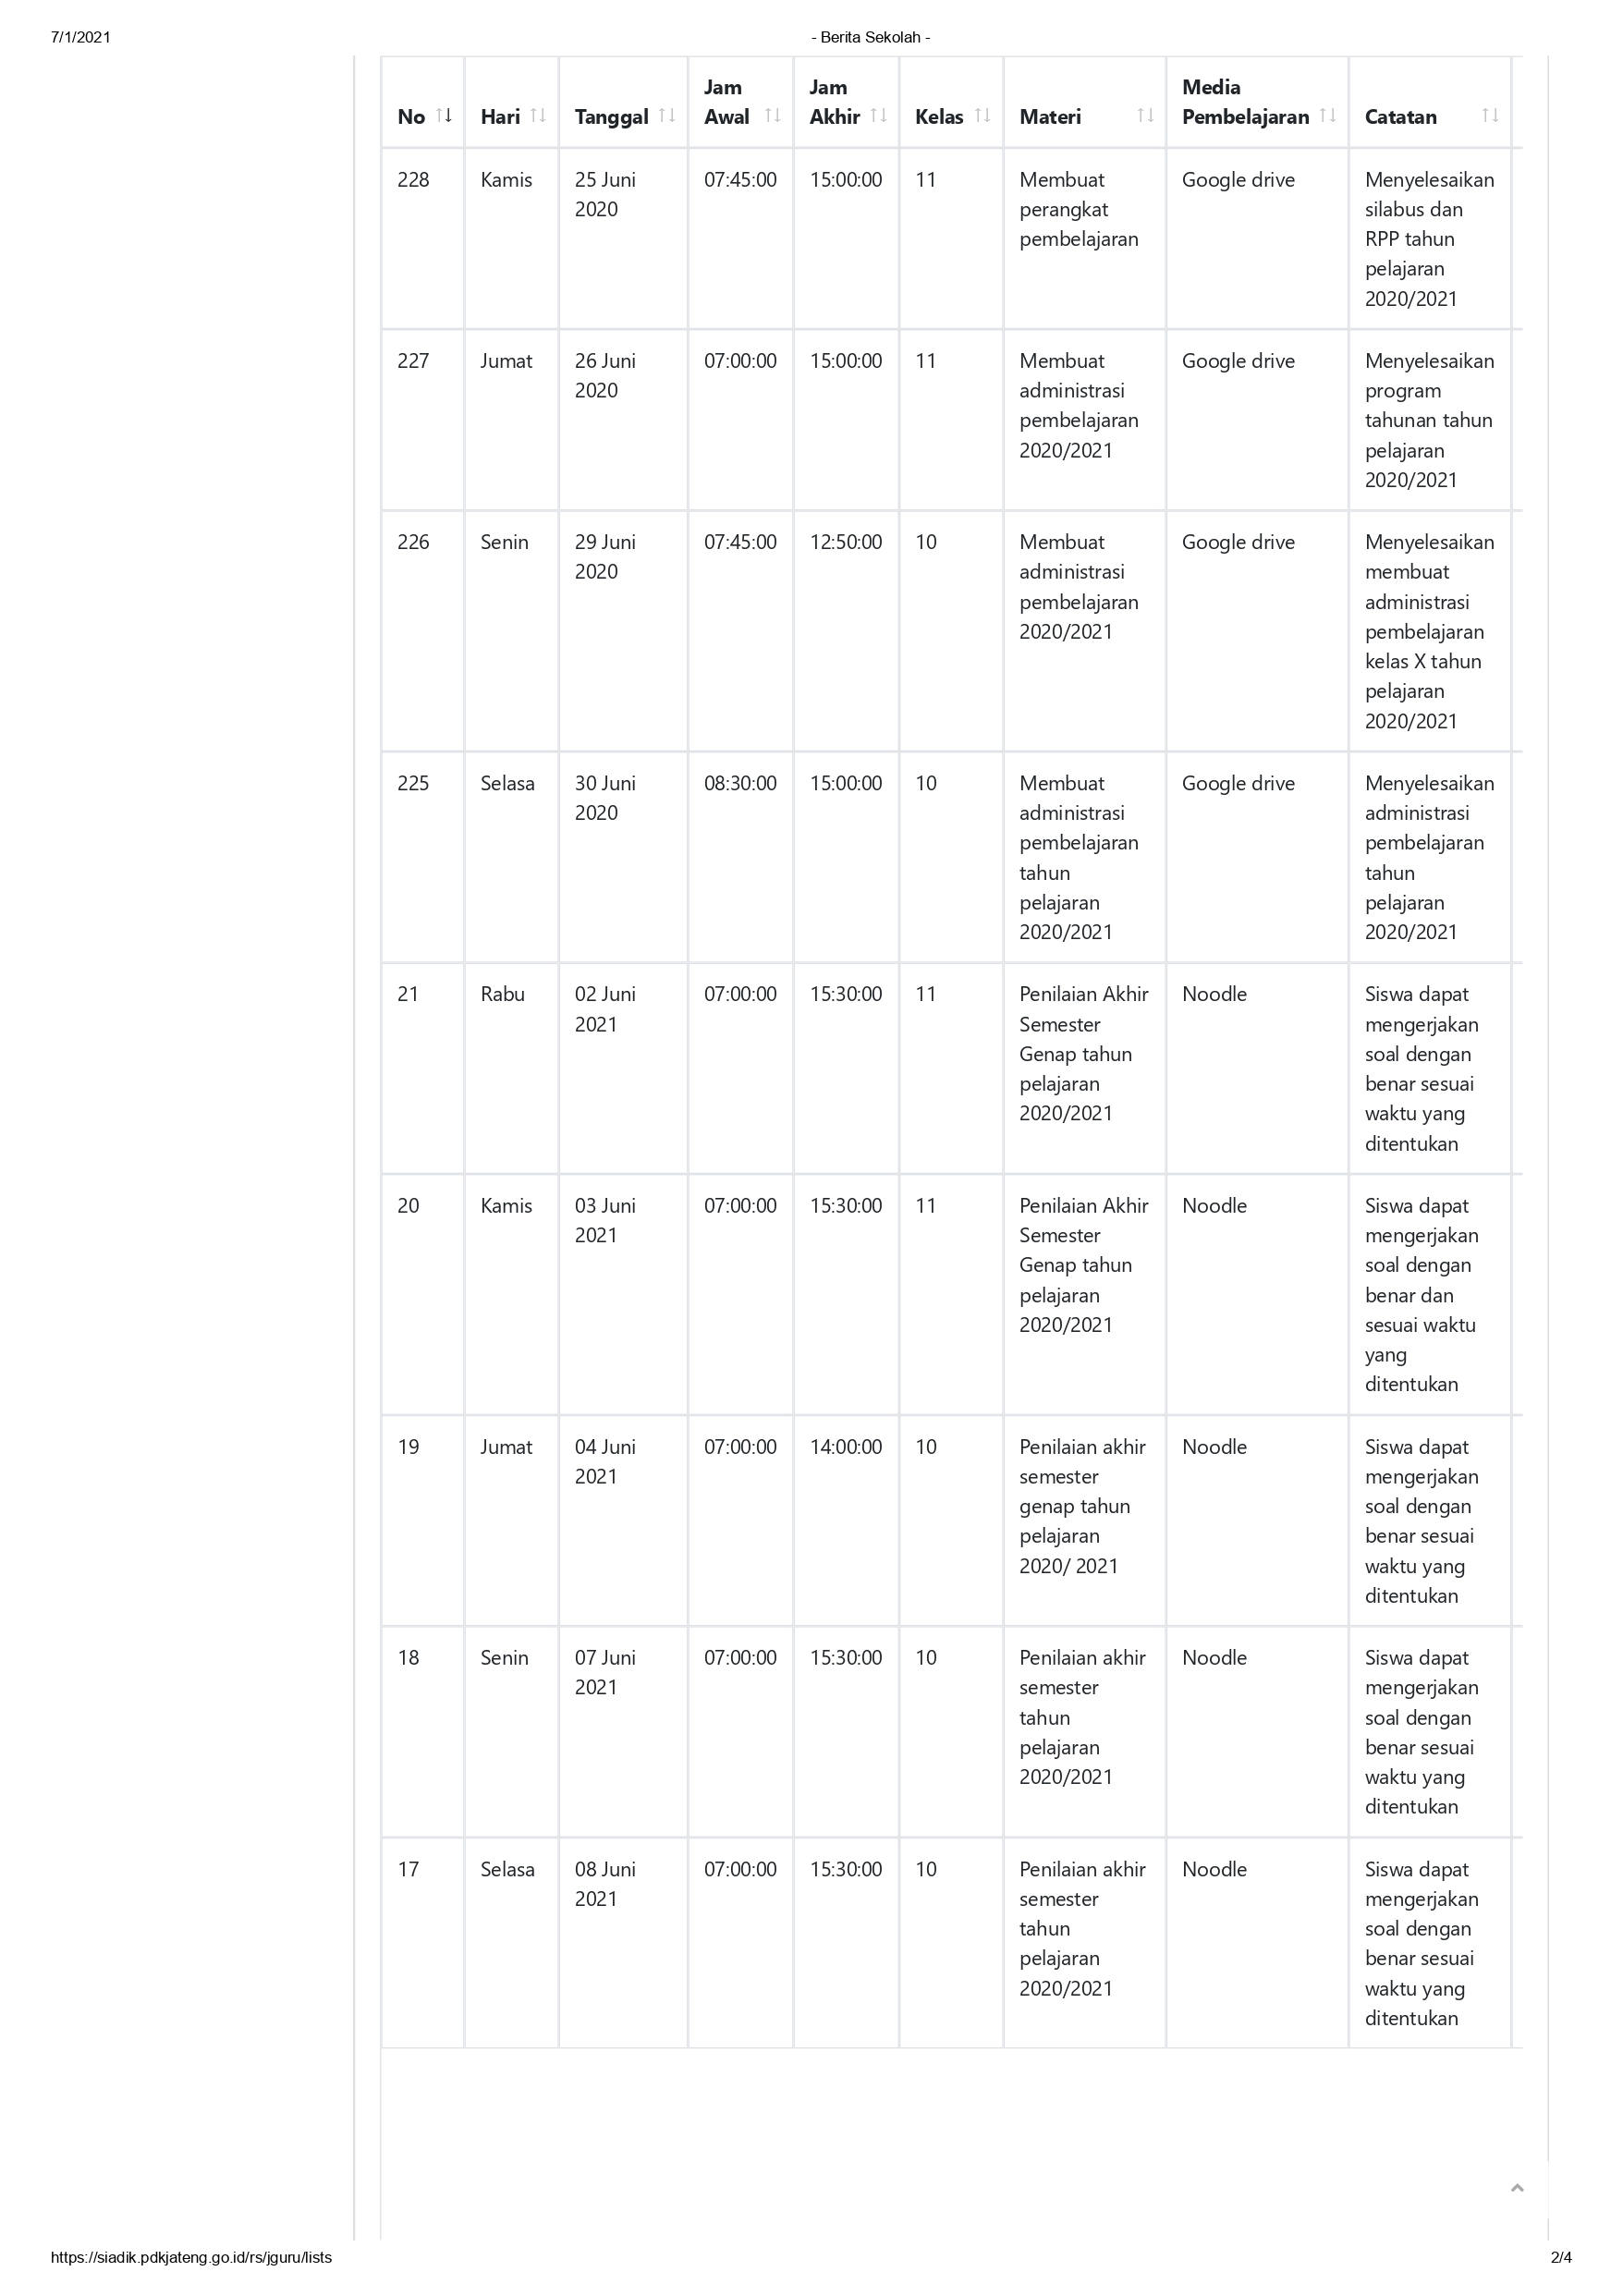 7/1/2021
- Berita Sekolah -
No Hari Tanggal Jam Awal Jam Akhir Kelas Materi Media Pembelajaran Catatan
228 Kamis 25 Juni 07:45:00 15:00:00 11 Membuat Google drive Menyelesaikan
2020 perangkat silabus dan
pembelajaran RPP tahun
pelajaran
2020/2021
227 Jumat 26 Juni 07:00:00 15:00:00 11 Membuat Google drive Menyelesaikan
2020 administrasi program
pembelajaran tahunan tahun
2020/2021 pelajaran
2020/2021
226 Senin 29 Juni 07:45:00 12:50:00 10 Membuat Google drive Menyelesaikan
2020 administrasi membuat
pembelajaran administrasi
2020/2021 pembelajaran
kelas X tahun
pelajaran
2020/2021
225 Selasa 30 Juni 08:30:00 15:00:00 10 Membuat Google drive Menyelesaikan
2020 administrasi administrasi
pembelajaran pembelajaran
tahun tahun
pelajaran pelajaran
2020/2021 2020/2021
21 Rabu 02 Juni 07:00:00 15:30:00 11 Penilaian Akhir Noodle Siswa dapat
2021 Semester mengerjakan
Genap tahun soal dengan
pelajaran benar sesuai
2020/2021 waktu yang
ditentukan
20 Kamis 03 Juni 07:00:00 15:30:00 11 Penilaian Akhir Noodle Siswa dapat
2021 Semester mengerjakan
Genap tahun soal dengan
pelajaran benar dan
2020/2021 sesuai waktu
yang
ditentukan
19 Jumat 04 Juni 07:00:00 14:00:00 10 Penilaian akhir Noodle Siswa dapat
2021 semester mengerjakan
genap tahun soal dengan
pelajaran benar sesuai
2020/ 2021 waktu yang
ditentukan
18 Senin 07 Juni 07:00:00 15:30:00 10 Penilaian akhir Noodle Siswa dapat
2021 semester mengerjakan
tahun soal dengan
pelajaran benar sesuai
2020/2021 waktu yang
ditentukan
17 Selasa 08 Juni 07:00:00 15:30:00 10 Penilaian akhir Noodle Siswa dapat
2021 semester mengerjakan
tahun soal dengan
pelajaran benar sesuai
2020/2021 waktu yang
ditentukan
https://siadik.pdkjateng.go.id/rs/jguru/lists
2/4